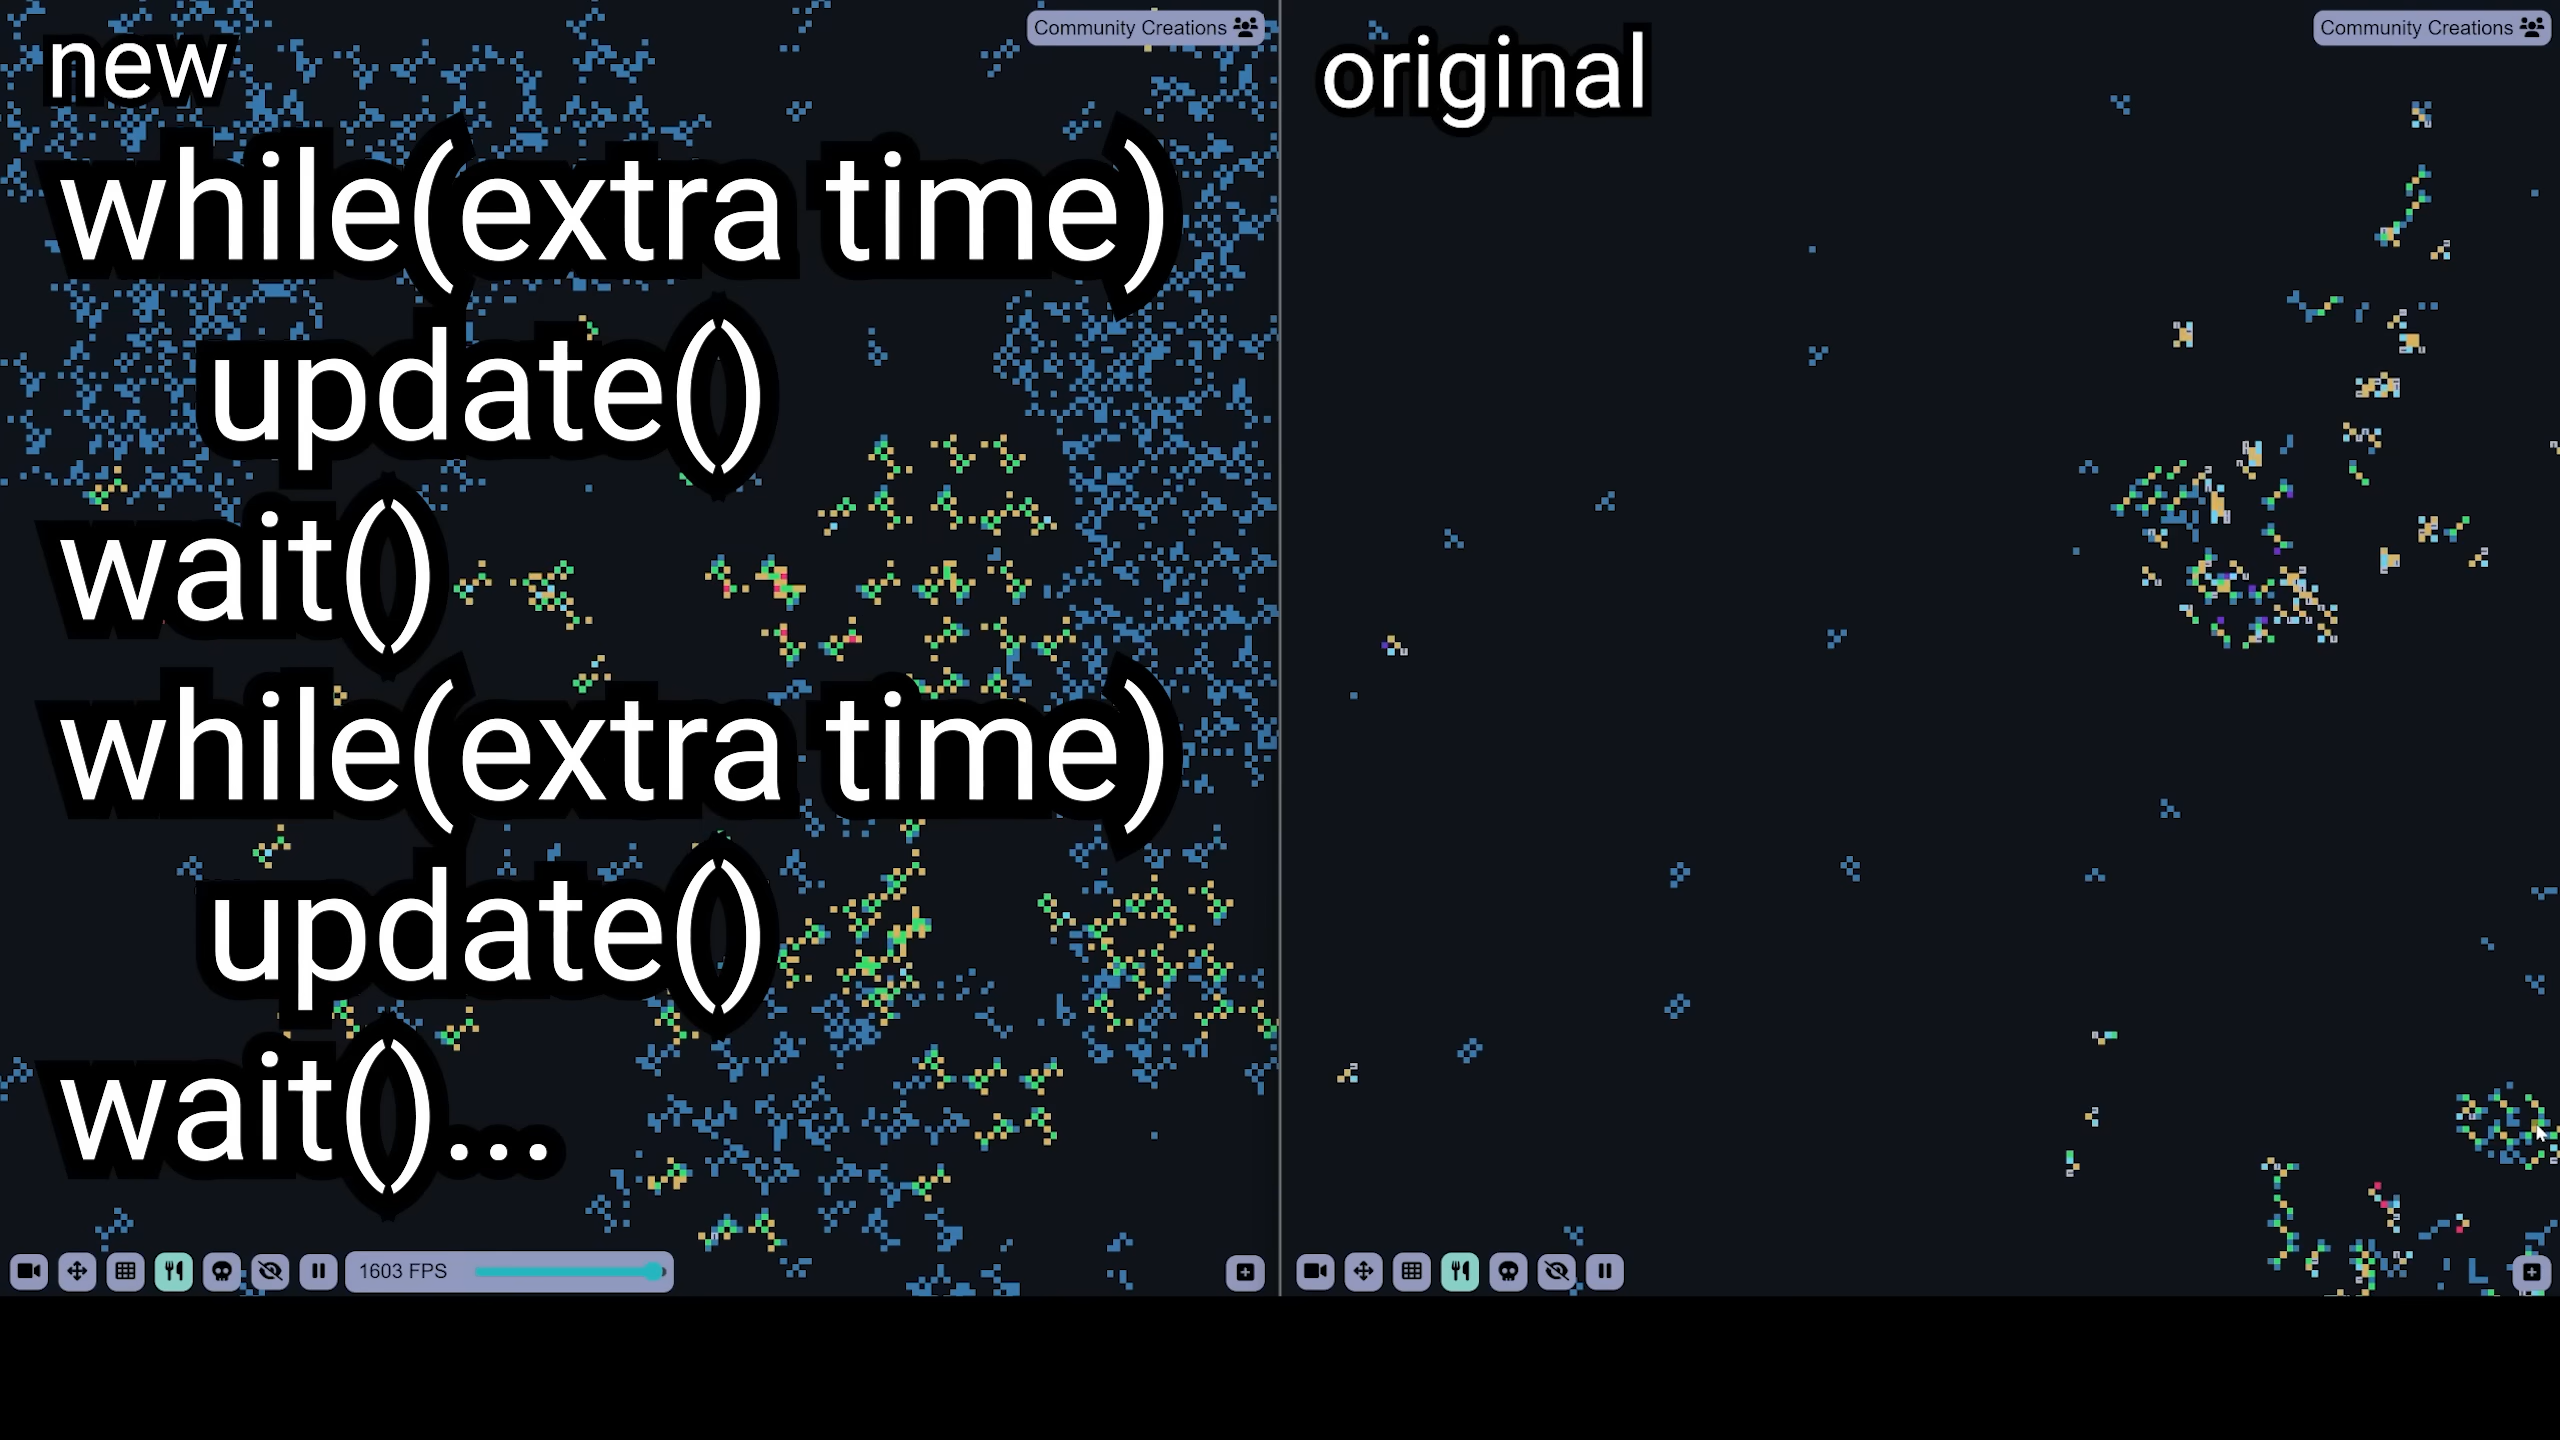 new
Community Creations
while(extra time)
update()
wait()
while(extra time)
update()
wait()...
1603 FPS
original
Community Creations